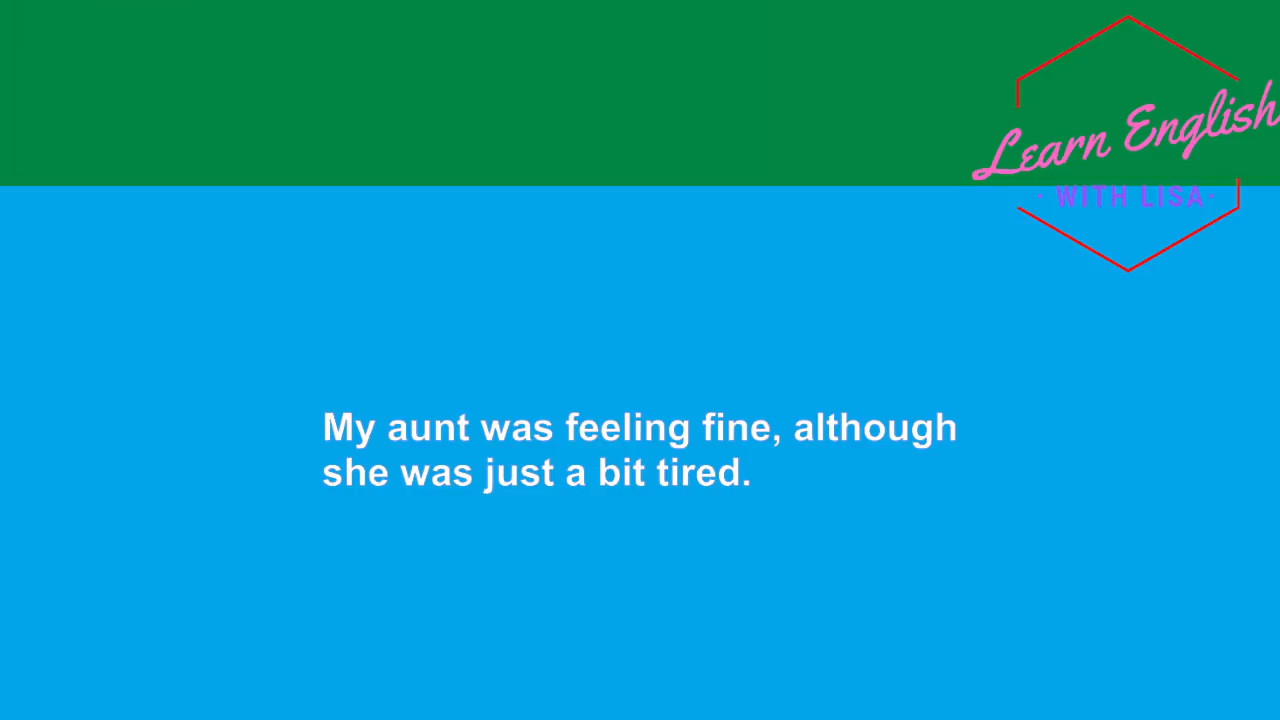 Learn English
· WITH LISA ·
My aunt was feeling fine, although
she was just a bit tired.